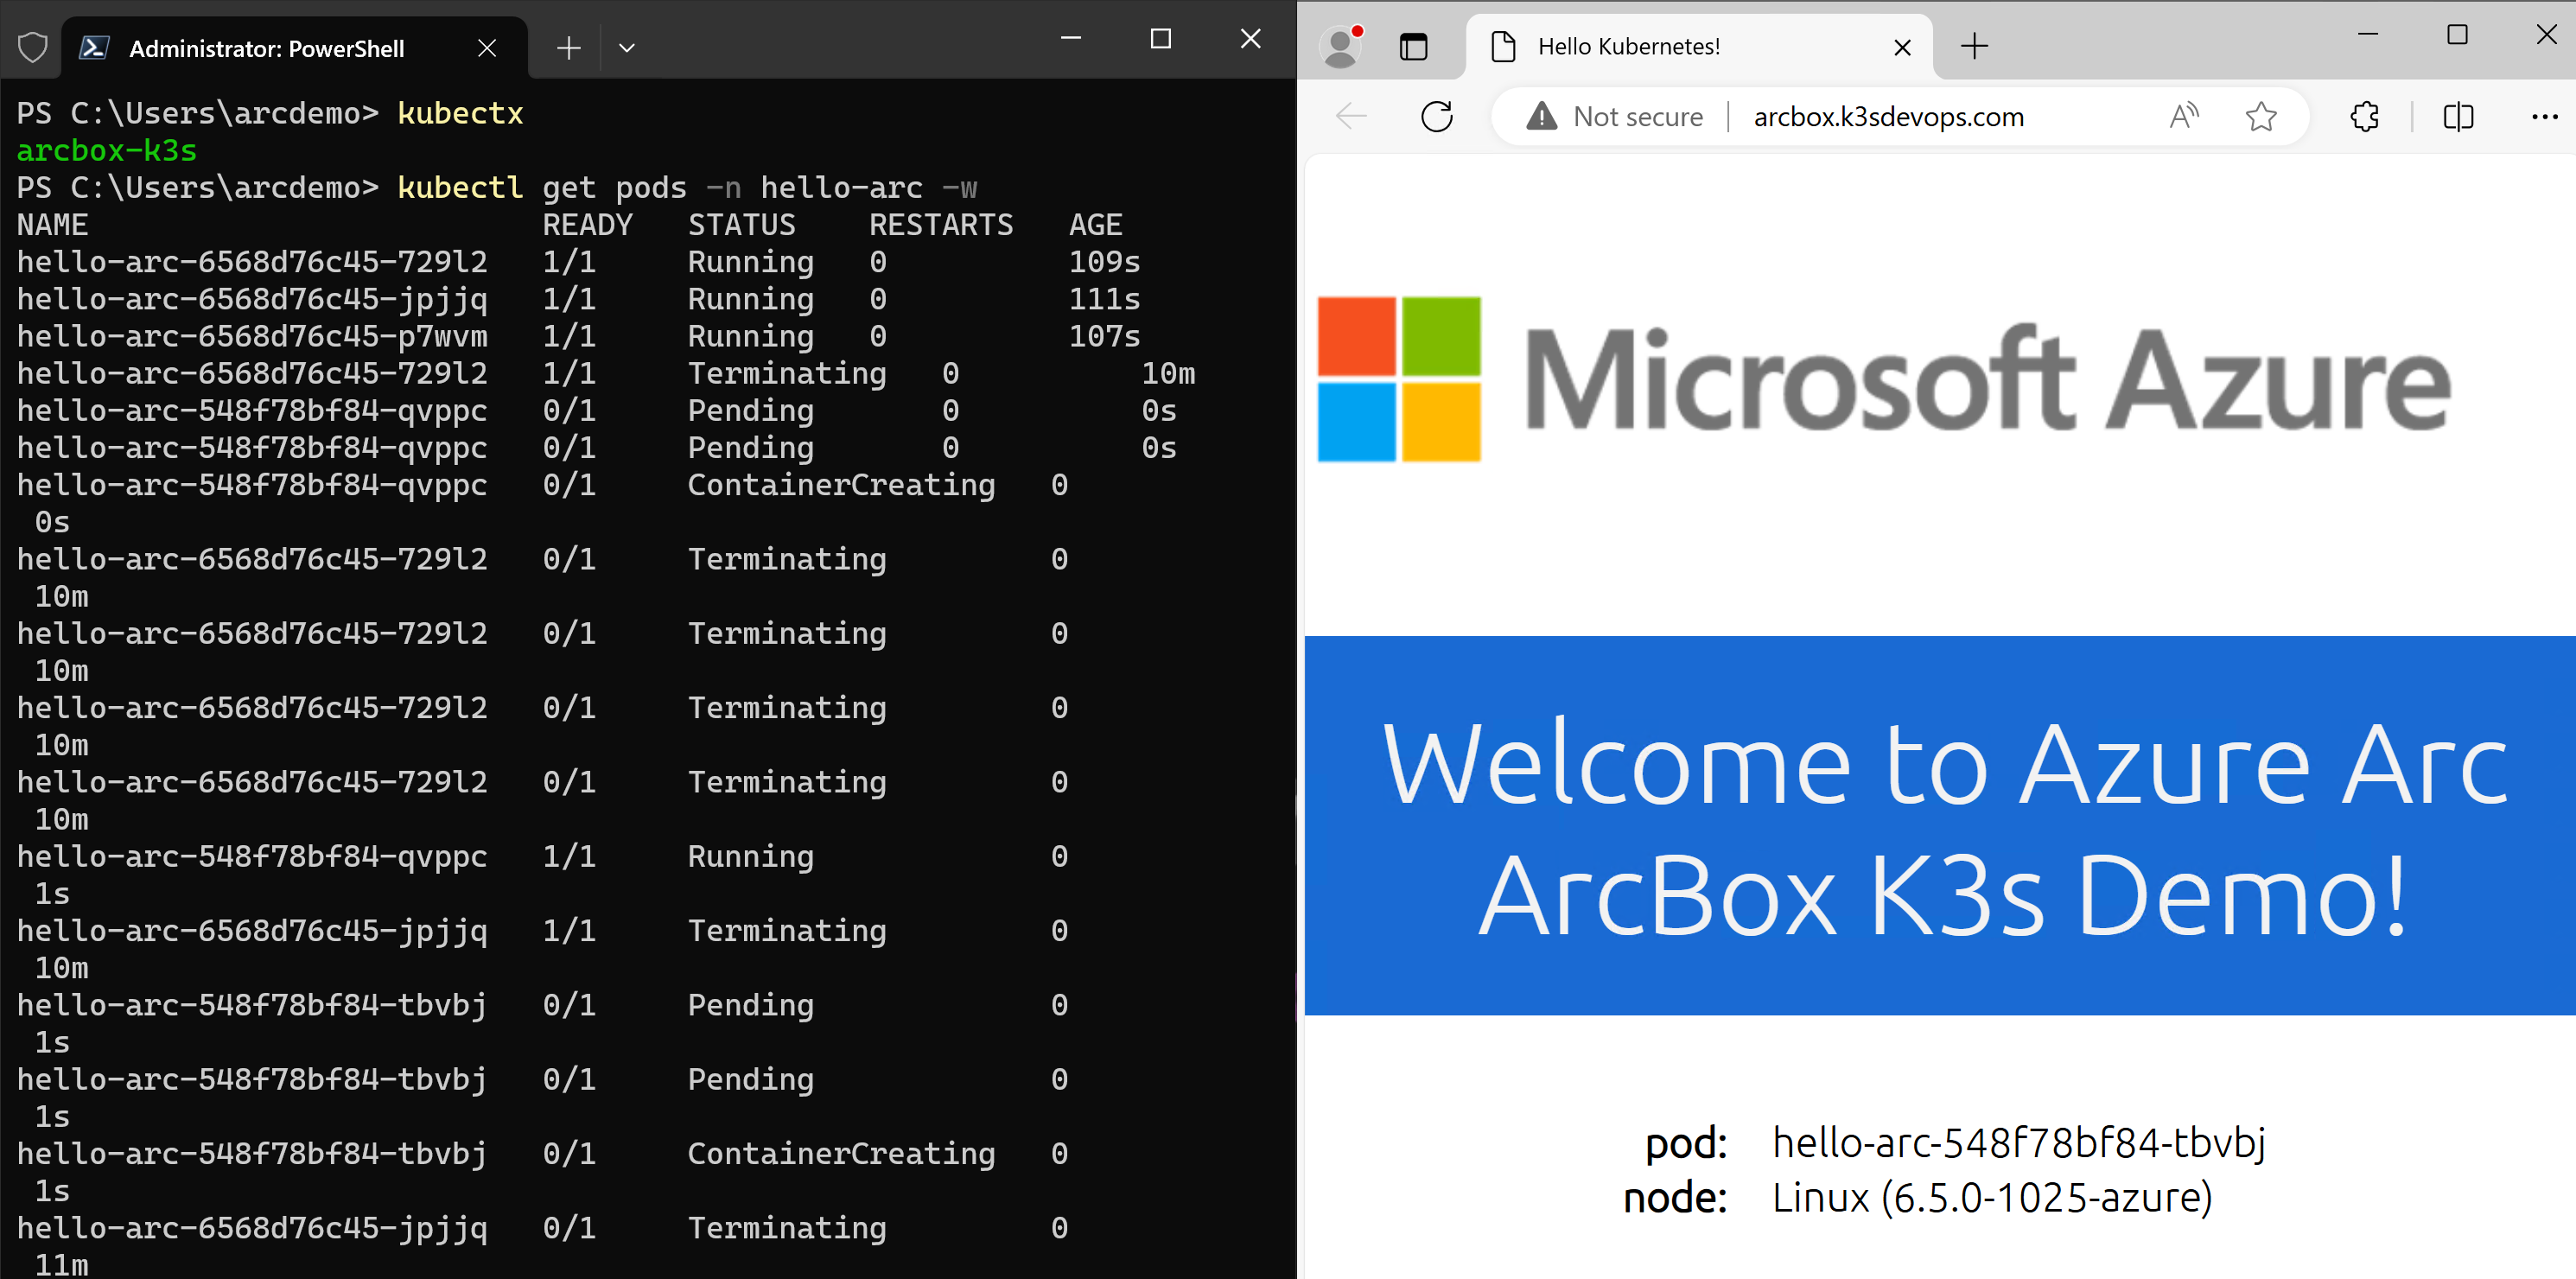 Administrator: PowerShell
PS C:\Users\arcdemo> kubectx
arcbox-k3s
PS C:\Users\arcdemo> kubectl get pods -n hello-arc -w
NAME READY STATUS RESTARTS AGE
hello-arc-6568d76c45-729l2 1/1 Running 0 109s
hello-arc-6568d76c45-jpjjq 1/1 Running 0 111s
hello-arc-6568d76c45-p7wvm 1/1 Running 0 107s
hello-arc-6568d76c45-729l2 1/1 Terminating 0 10m
hello-arc-548f78bf84-qvppc 0/1 Pending 0 0s
hello-arc-548f78bf84-qvppc 0/1 Pending 0 0s
hello-arc-548f78bf84-qvppc 0/1 ContainerCreating 0
0s
hello-arc-6568d76c45-729l2 0/1 Terminating 0
10m
hello-arc-6568d76c45-729l2 0/1 Terminating 0
10m
hello-arc-6568d76c45-729l2 0/1 Terminating 0
10m
hello-arc-6568d76c45-729l2 0/1 Terminating 0
10m
hello-arc-548f78bf84-qvppc 1/1 Running 0
1s
hello-arc-6568d76c45-jpjjq 1/1 Terminating 0
10m
hello-arc-548f78bf84-tbvbj 0/1 Pending 0
1s
hello-arc-548f78bf84-tbvbj 0/1 Pending 0
1s
hello-arc-548f78bf84-tbvbj 0/1 ContainerCreating 0
1s
hello-arc-6568d76c45-jpjjq 0/1 Terminating 0
11m
Hello Kubernetes!
Not secure arcbox.k3sdevops.com
Microsoft Azure
Welcome to Azure Arc
ArcBox K3s Demo!
pod: hello-arc-548f78bf84-tbvbj
node: Linux (6.5.0-1025-azure)